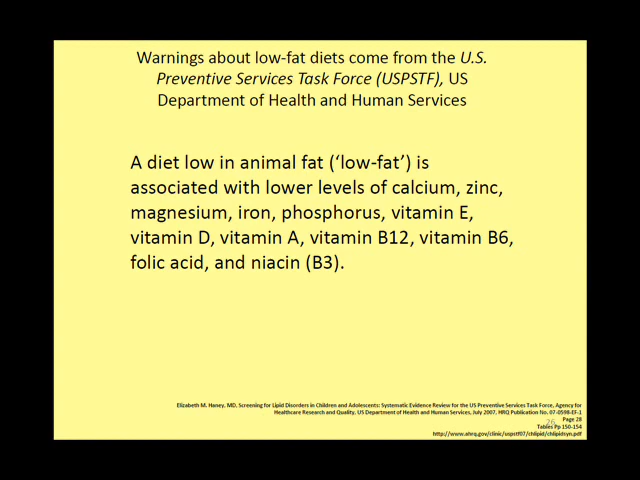 Warnings about low-fat diets come from the U.S.
Preventive Services Task Force (USPSTF), US
Department of Health and Human Services
A diet low in animal fat (‘low-fat’) is
associated with lower levels of calcium, zinc,
magnesium, iron, phosphorus, vitamin E,
vitamin D, vitamin A, vitamin B12, vitamin B6,
folic acid, and niacin (B3).
Elizabeth M. Haney, MD, Screening for Lipid Disorders in Children and Adolescents: Systematic Evidence Review for the US Preventive Services Task Force, Agency for
Healthcare Research and Quality, US Department of Health and Human Services, July 2007, HRQ Publication No. 07-0598-EF-1
26
Page 28
Tables Pp 150-154
http://www.ahrq.gov/clinic/uspstf07/chlipid/chlipidsyn.pdf